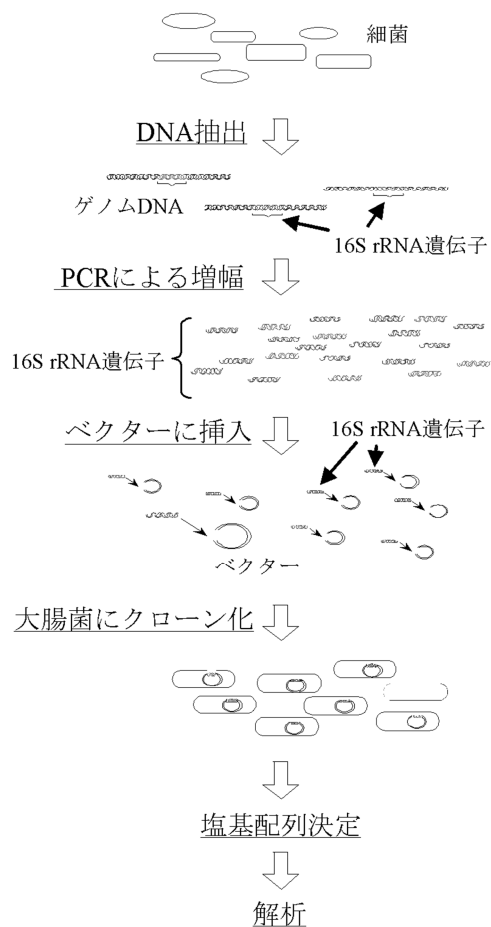 細菌
DNA抽出
ゲノムDNA
16S rRNA遺伝子
PCRによる増幅
16S rRNA遺伝子
ベクターに挿入
16S rRNA遺伝子
ベクター
大腸菌にクローン化
塩基配列決定
解析